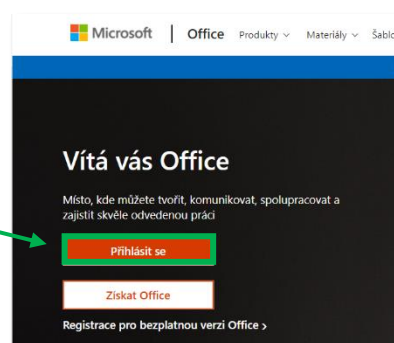 Microsoft | Office Produkty Materiály
Vítá vás Office
Místo, kde můžete tvořit, komunikovat, spolupracovat a
zajistit skvěle odvedenou práci
Přihlásit se
Získat Office
Registrace pro bezplatnou verzi Office >